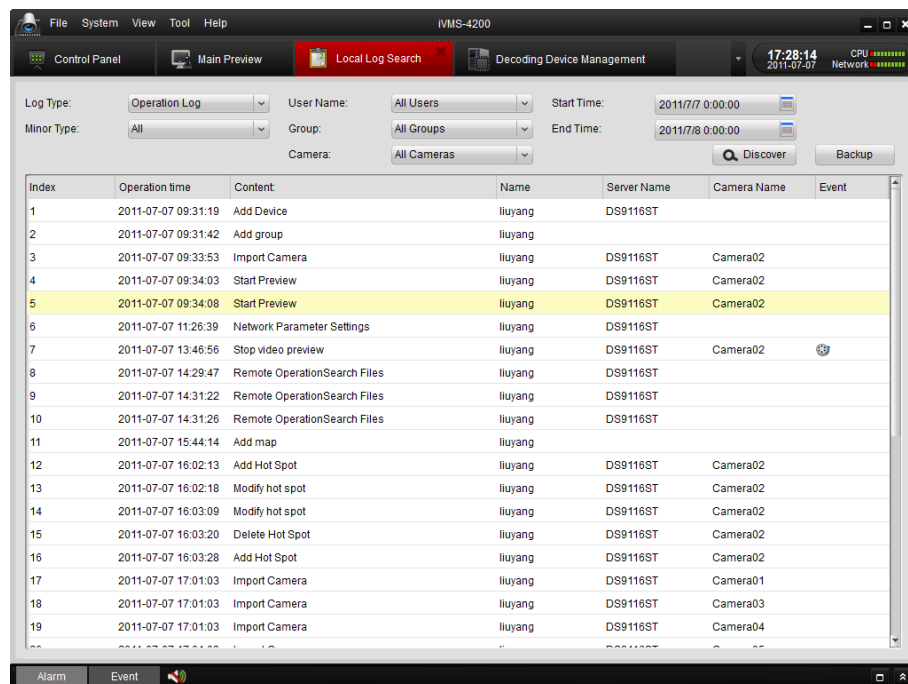 File System View Tool Help iVMS-4200
Control Panel Main Preview Local Log Search Decoding Device Management 17:28:14 CPU
2011-07-07 Network
Log Type: Operation Log User Name: All Users Start Time: 2011/7/7 0:00:00
Minor Type: All Group: All Groups End Time: 2011/7/8 0:00:00
Camera: All Cameras Discover Backup
Index Operation time Content: Name Server Name Camera Name Event
1 2011-07-07 09:31:19 Add Device liuyang DS9116ST
2 2011-07-07 09:31:42 Add group liuyang
3 2011-07-07 09:33:53 Import Camera liuyang DS9116ST Camera02
4 2011-07-07 09:34:03 Start Preview liuyang DS9116ST Camera02
5 2011-07-07 09:34:08 Start Preview liuyang DS9116ST Camera02
6 2011-07-07 11:26:39 Network Parameter Settings liuyang DS9116ST
7 2011-07-07 13:46:56 Stop video preview liuyang DS9116ST Camera02
8 2011-07-07 14:29:47 Remote OperationSearch Files liuyang DS9116ST
9 2011-07-07 14:31:22 Remote OperationSearch Files liuyang DS9116ST
10 2011-07-07 14:31:26 Remote OperationSearch Files liuyang DS9116ST
11 2011-07-07 15:44:14 Add map liuyang
12 2011-07-07 16:02:13 Add Hot Spot liuyang DS9116ST Camera02
13 2011-07-07 16:02:18 Modify hot spot liuyang DS9116ST Camera02
14 2011-07-07 16:03:09 Modify hot spot liuyang DS9116ST Camera02
15 2011-07-07 16:03:20 Delete Hot Spot liuyang DS9116ST Camera02
16 2011-07-07 16:03:28 Add Hot Spot liuyang DS9116ST Camera02
17 2011-07-07 17:01:03 Import Camera liuyang DS9116ST Camera01
18 2011-07-07 17:01:03 Import Camera liuyang DS9116ST Camera03
19 2011-07-07 17:01:03 Import Camera liuyang DS9116ST Camera04
Alarm Event